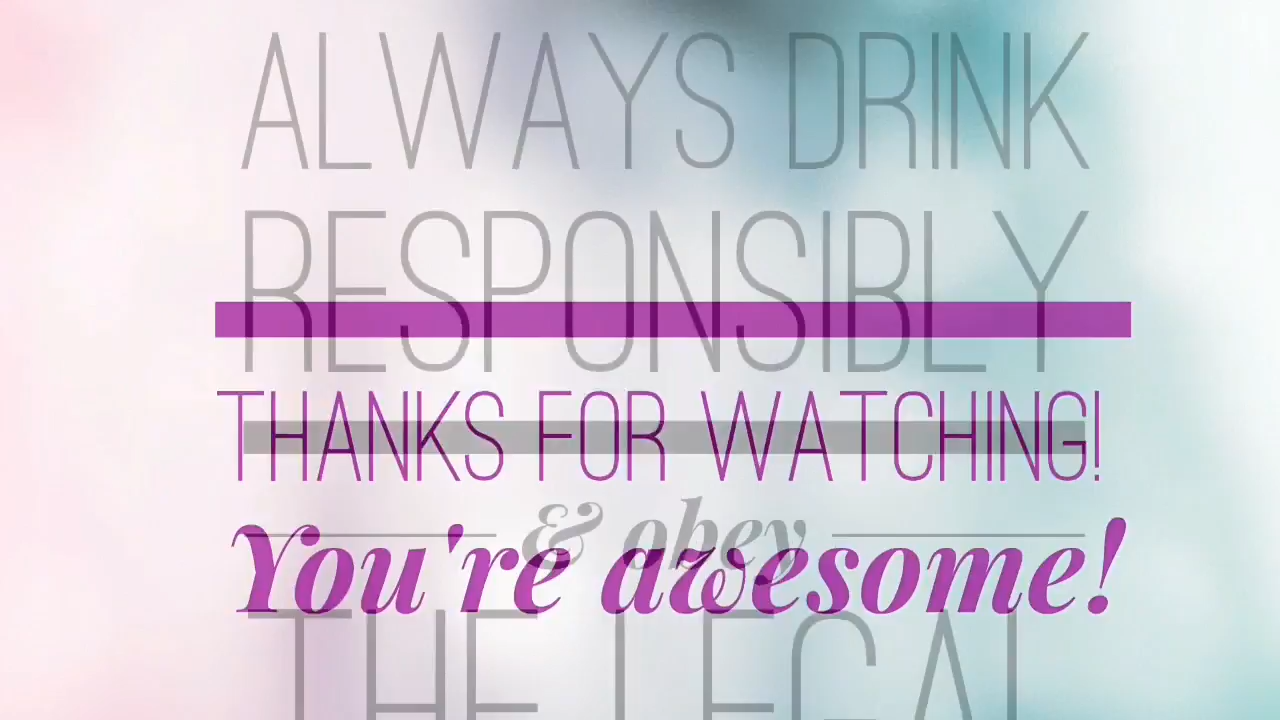 ALWAYS DRINK
RESPONSIBLY
THANKS FOR WATCHING!
& obey
You're awesome!
THE LEGAL